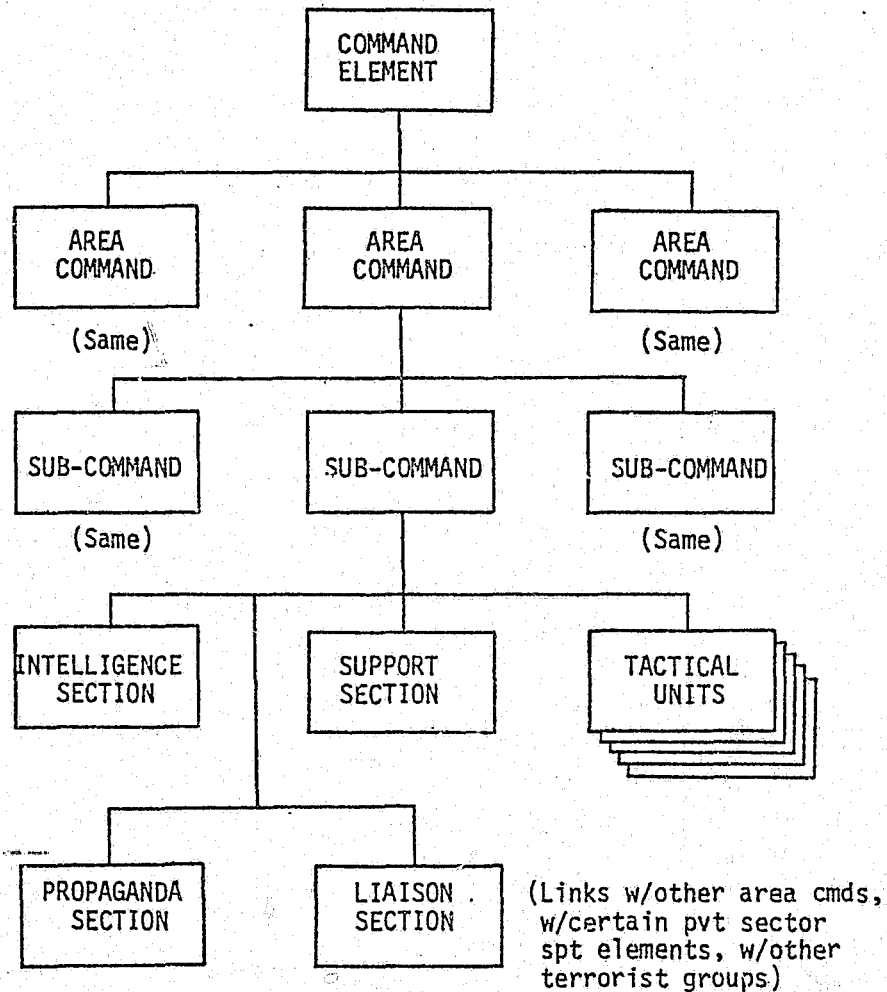 COMMAND
ELEMENT
AREA
COMMAND
AREA
COMMAND
AREA
COMMAND
(Same)
(Same)
SUB-COMMAND
SUB-COMMAND
SUB-COMMAND
(Same)
(Same)
INTELLIGENCE
SECTION
SUPPORT
SECTION
TACTICAL
UNITS
PROPAGANDA
SECTION
LIAISON
SECTION
(Links w/other area cmds,
w/certain pvt sector
spt elements, w/other
terrorist groups)